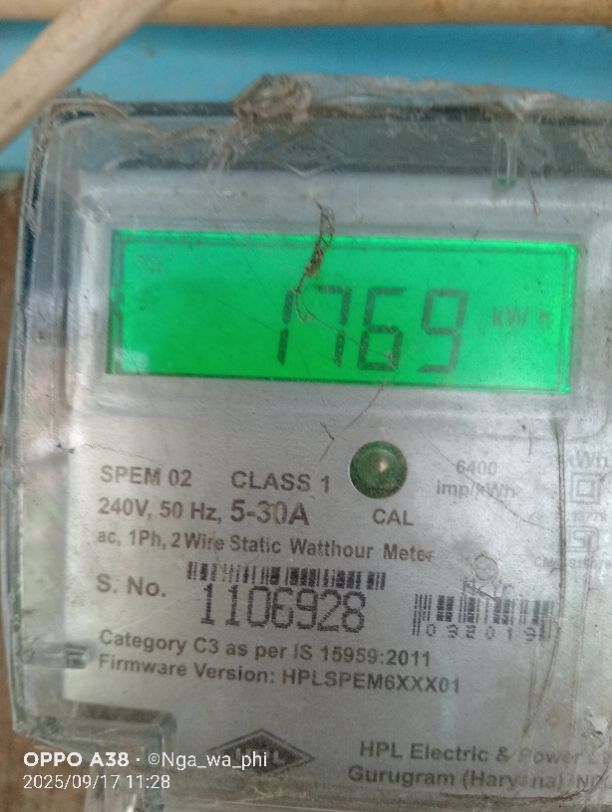 1769 kWh
SPEM 02 CLASS 1
6400
imp/kWh
240V, 50 Hz, 5-30A
CAL
ac, 1Ph, 2 Wire Static Watthour Meter
S. No.
1106928
Category C3 as per IS 15959:2011
Firmware Version: HPLSPEM6XXX01
HPL Electric & Power
Gurugram (Haryana)
OPPO A38 · ©Nga_wa_phi
2025/09/17 11:28